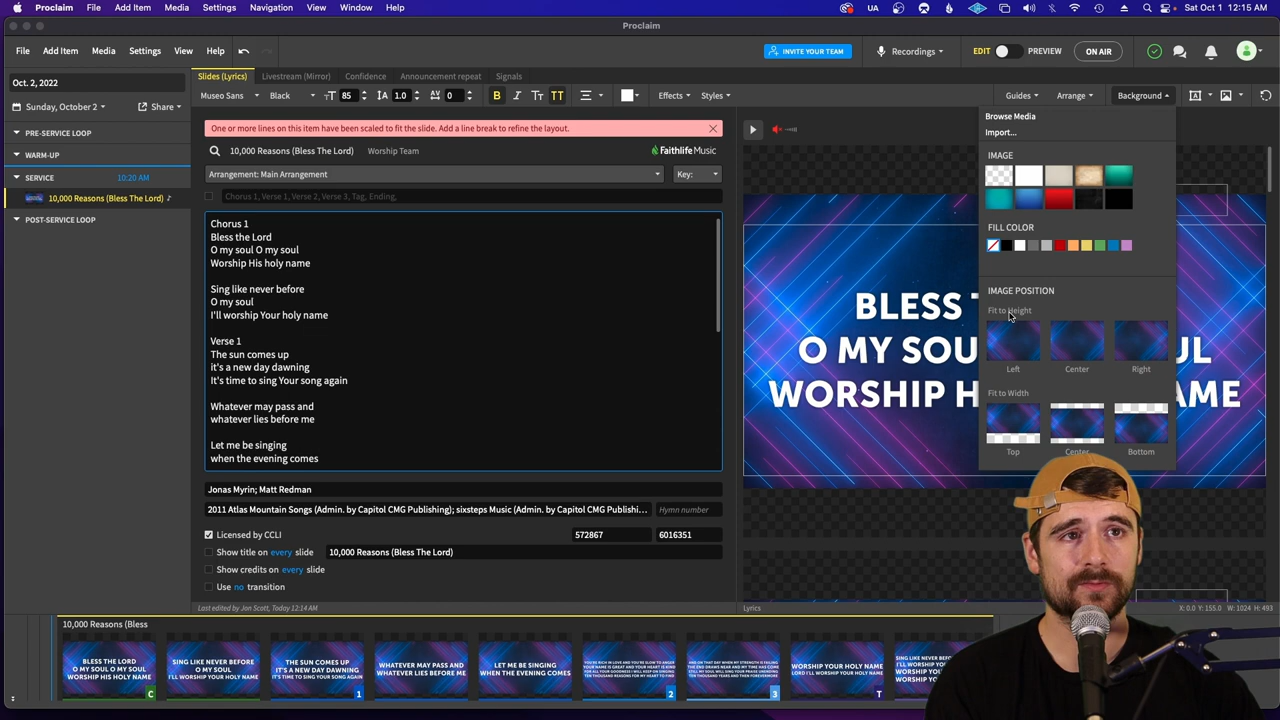 Proclaim File Add Item Media Settings Navigation View Window Help UA Sat Oct 1 12:15 AM
Proclaim
File Add Item Media Settings View Help INVITE YOUR TEAM Recordings EDIT PREVIEW ON AIR
Oct. 2, 2022
Sunday, October 2 Share
PRE-SERVICE LOOP
WARM-UP
SERVICE 10:20 AM
10,000 Reasons (Bless The Lord)
POST-SERVICE LOOP
Slides (Lyrics) Livestream (Mirror) Confidence Announcement repeat Signals
Museo Sans Black 85 1.0 0 Effects Styles Guides Arrange Background
One or more lines on this item have been scaled to fit the slide. Add a line break to refine the layout.
10,000 Reasons (Bless The Lord) Worship Team Faithlife Music
Arrangement: Main Arrangement Key:
Chorus 1, Verse 1, Verse 2, Verse 3, Tag, Ending,
Chorus 1
Bless the Lord
O my soul O my soul
Worship His holy name
Sing like never before
O my soul
I'll worship Your holy name
Verse 1
The sun comes up
it's a new day dawning
It's time to sing Your song again
Whatever may pass and
whatever lies before me
Let me be singing
when the evening comes
Jonas Myrin; Matt Redman
2011 Atlas Mountain Songs (Admin. by Capitol CMG Publishing); sixsteps Music (Admin. by Capitol CMG Publishi... Hymn number
Licensed by CCLI 572867 6016351
Show title on every slide 10,000 Reasons (Bless The Lord)
Show credits on every slide
Use no transition
Last edited by Jon Scott, Today 12:14 AM
BLESS T
O MY SOU UL
WORSHIP H AME
Browse Media
Import...
IMAGE
FILL COLOR
IMAGE POSITION
Fit to Height
Left Center Right
Fit to Width
Top Center Bottom
Lyrics X: 0.0 Y: 155.0 W: 1024 H: 493
10,000 Reasons (Bless
BLESS THE LORD
O MY SOUL O MY SOUL
WORSHIP HIS HOLY NAME
C
SING LIKE NEVER BEFORE
O MY SOUL
I'LL WORSHIP YOUR HOLY NAME
THE SUN COMES UP
IT'S A NEW DAY DAWNING
IT'S TIME TO SING YOUR SONG AGAIN
1
WHATEVER MAY PASS AND
WHATEVER LIES BEFORE ME
LET ME BE SINGING
WHEN THE EVENING COMES
2
3
WORSHIP YOUR HOLY NAME
LORD I'LL WORSHIP YOUR HOLY NAME
T